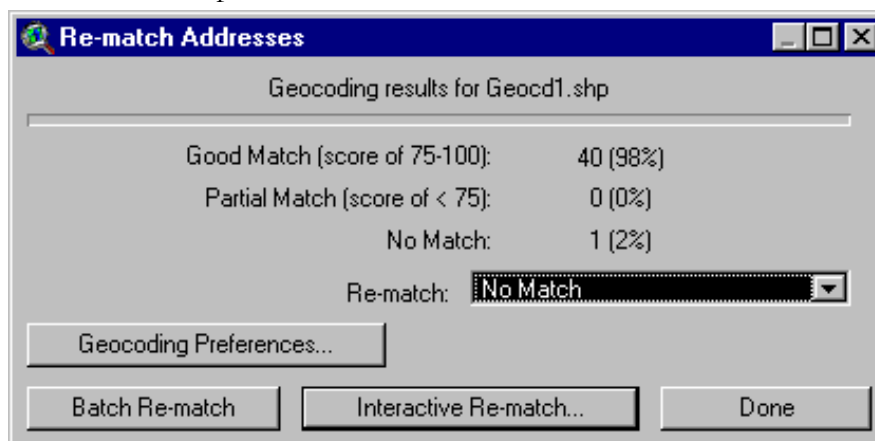 Re-match Addresses
Geocoding results for Geocd1.shp
Good Match (score of 75-100): 40 (98%)
Partial Match (score of < 75): 0 (0%)
No Match: 1 (2%)
Re-match: No Match
Geocoding Preferences...
Batch Re-match Interactive Re-match... Done